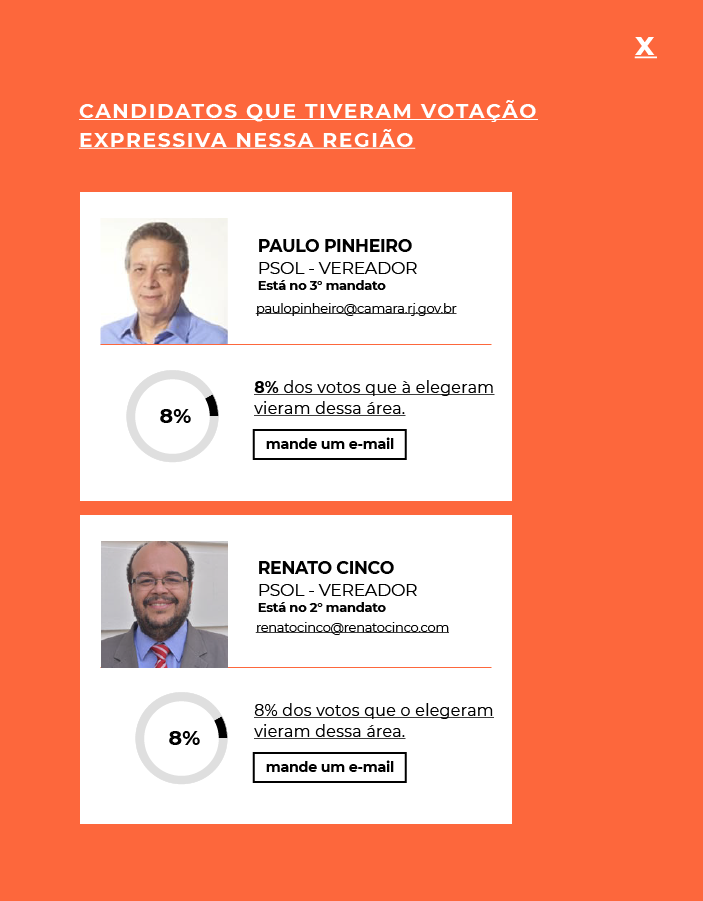 X
CANDIDATOS QUE TIVERAM VOTAÇÃO
EXPRESSIVA NESSA REGIÃO
PAULO PINHEIRO
PSOL - VEREADOR
Está no 3º mandato
paulopinheiro@camara.rj.gov.br
8%
8% dos votos que à elegeram
vieram dessa área.
mande um e-mail
RENATO CINCO
PSOL - VEREADOR
Está no 2º mandato
renatocinco@renatocinco.com
8%
8% dos votos que o elegeram
vieram dessa área.
mande um e-mail